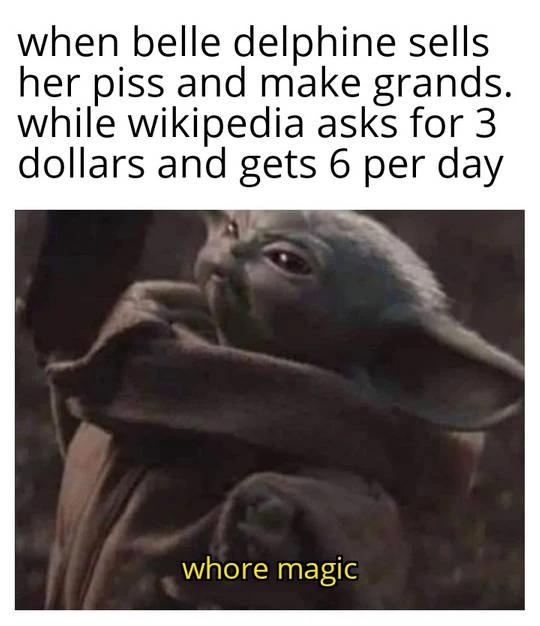 when belle delphine sells
her piss and make grands.
while wikipedia asks for 3
dollars and gets 6 per day
whore magic